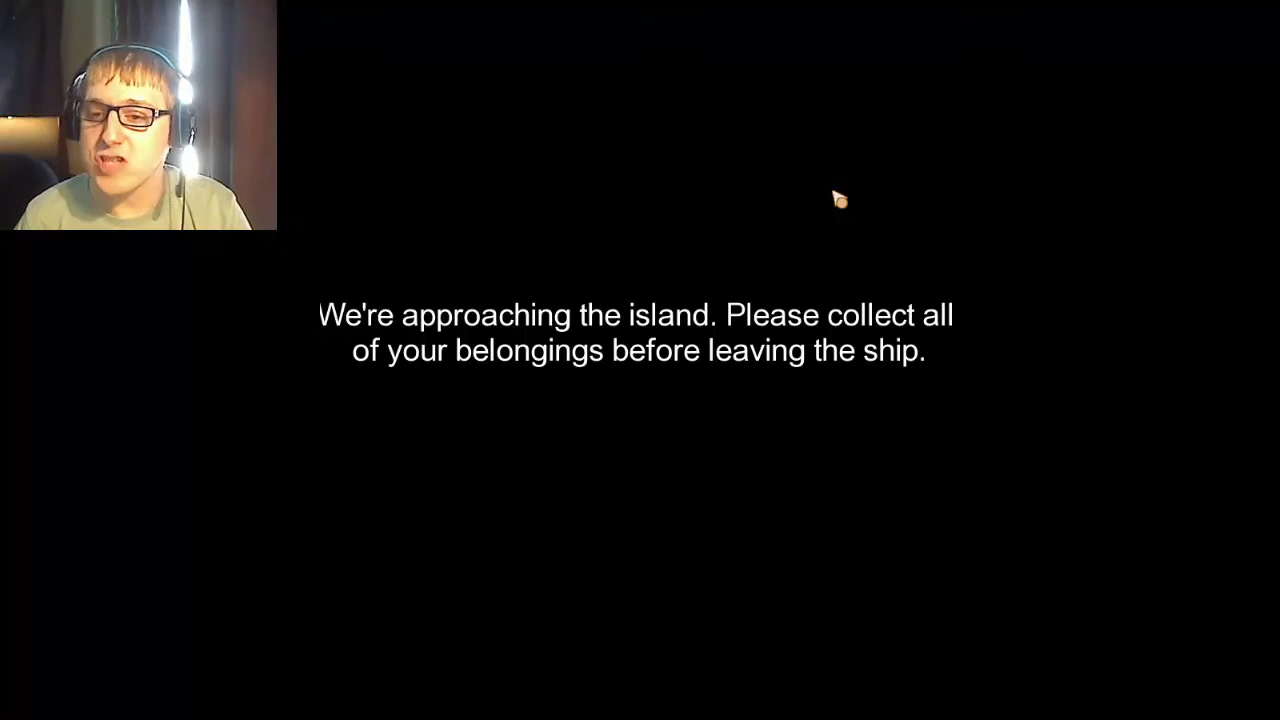 We're approaching the island. Please collect all
of your belongings before leaving the ship.